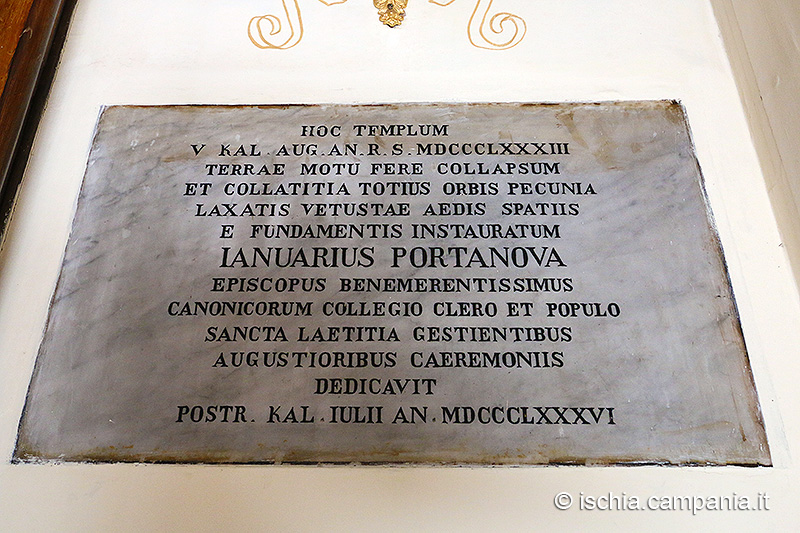 HOC TEMPLUM
V KAL. AUG. AN. R. S. MDCCCLXXXIII
TERRAE MOTU FERE COLLAPSUM
ET COLLATITIA TOTIUS ORBIS PECUNIA
LAXATIS VETUSTAE AEDIS SPATIIS
E FUNDAMENTIS INSTAURATUM
IANUARIUS PORTANOVA
EPISCOPUS BENEMERENTISSIMUS
CANONICORUM COLLEGIO CLERO ET POPULO
SANCTA LAETITIA GESTIENTIBUS
AUGUSTIORIBUS CAEREMONIIS
DEDICAVIT
POSTR. KAL. IULII AN. MDCCCLXXXVI
© ischia.campania.it